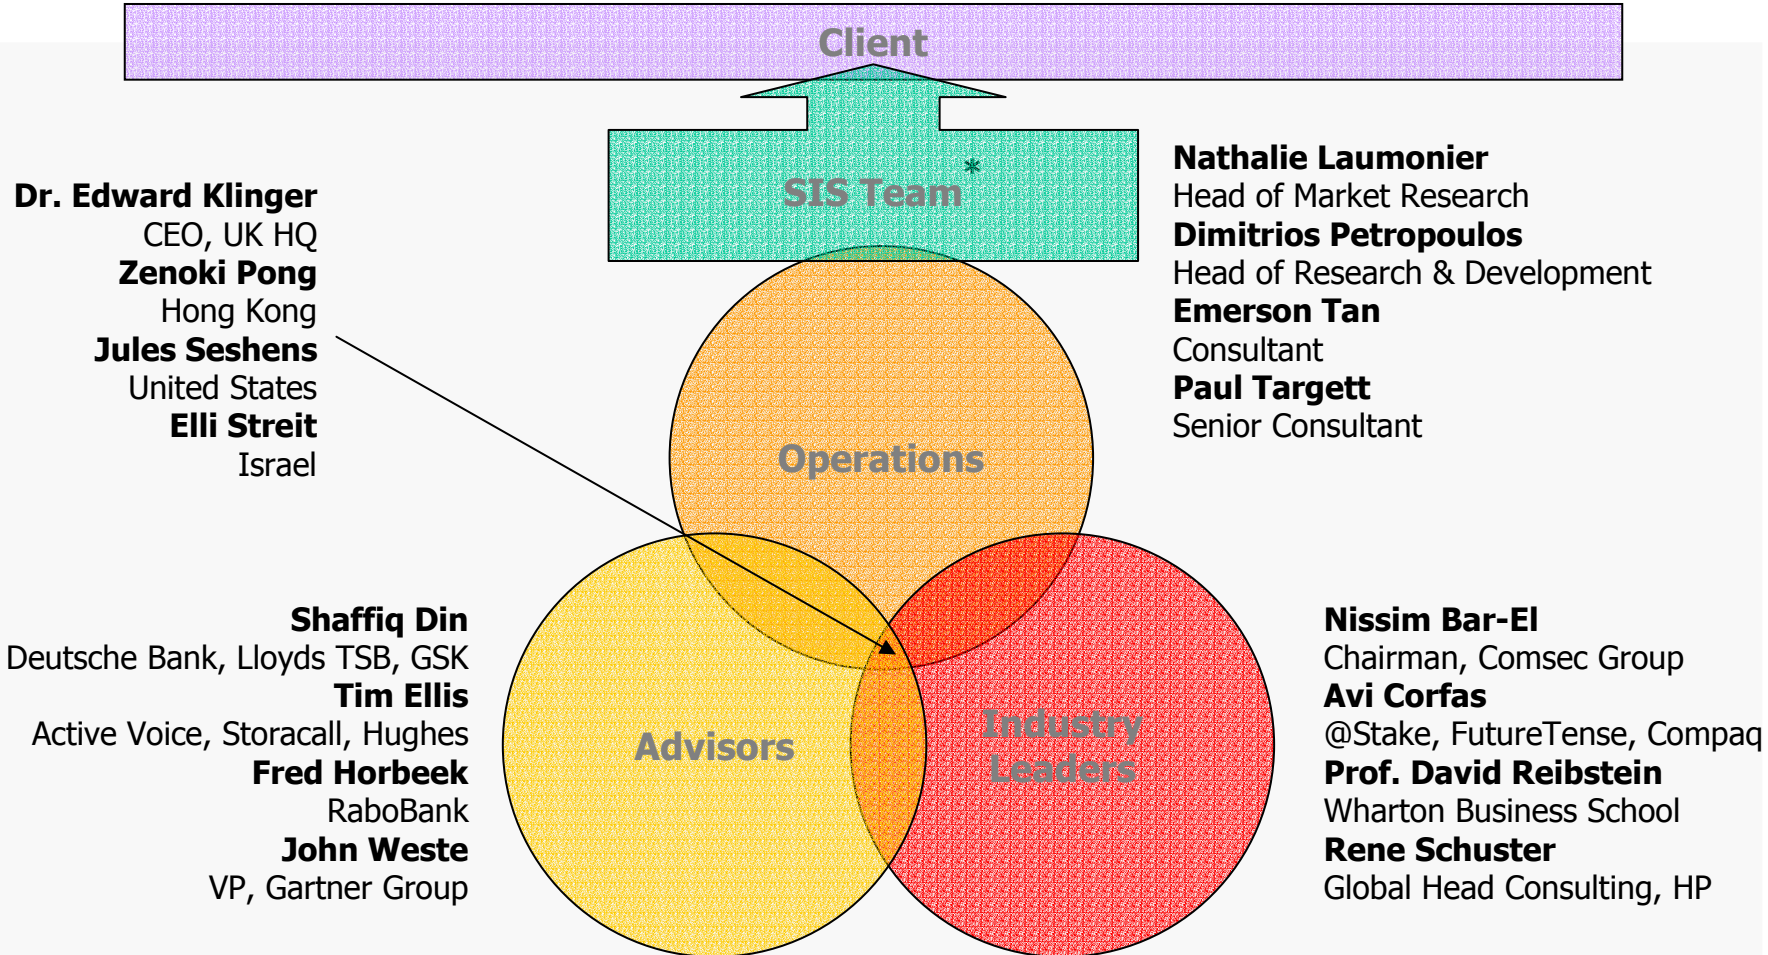 Client
SIS Team*
Dr. Edward Klinger
CEO, UK HQ
Zenoki Pong
Hong Kong
Jules Seshens
United States
Elli Streit
Israel
Nathalie Laumonier
Head of Market Research
Dimitrios Petropoulos
Head of Research & Development
Emerson Tan
Consultant
Paul Targett
Senior Consultant
Operations
Shaffiq Din
Deutsche Bank, Lloyds TSB, GSK
Tim Ellis
Active Voice, Storacall, Hughes
Fred Horbeek
RaboBank
John Weste
VP, Gartner Group
Advisors
Industry
Leaders
Nissim Bar-El
Chairman, Comsec Group
Avi Corfas
@Stake, FutureTense, Compaq
Prof. David Reibstein
Wharton Business School
Rene Schuster
Global Head Consulting, HP